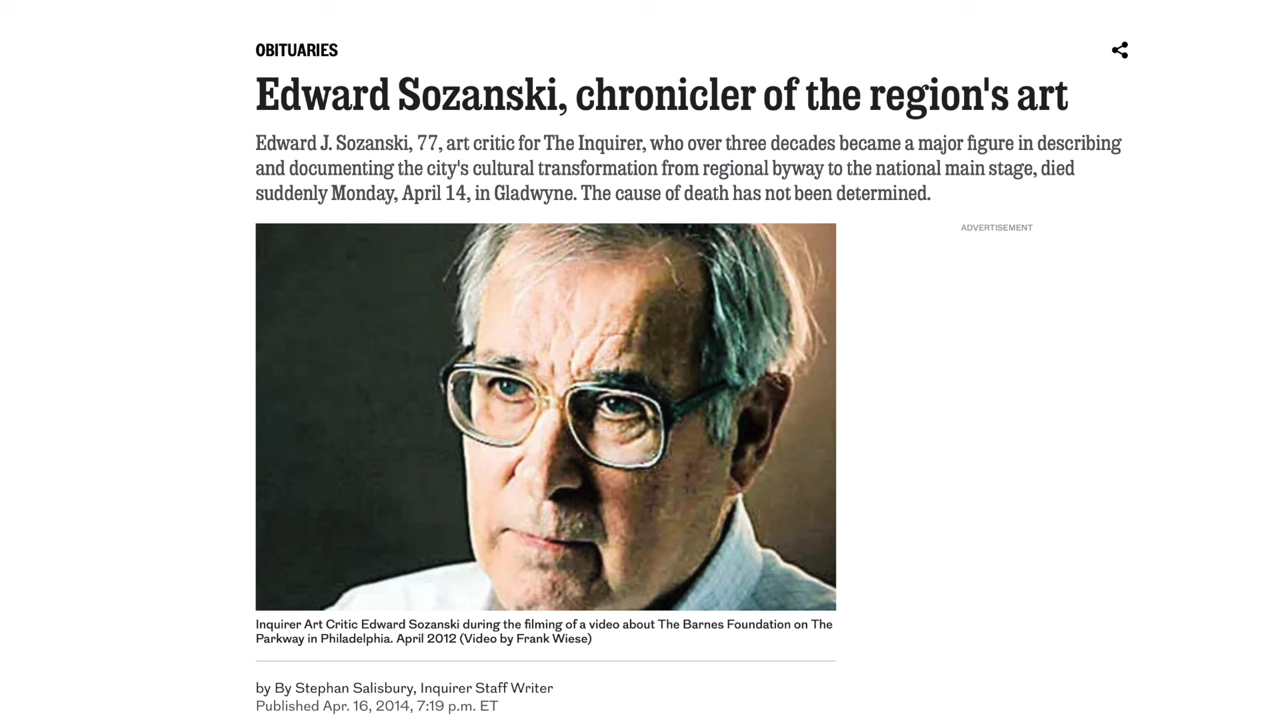 OBITUARIES
Edward Sozanski, chronicler of the region's art
Edward J. Sozanski, 77, art critic for The Inquirer, who over three decades became a major figure in describing
and documenting the city's cultural transformation from regional byway to the national main stage, died
suddenly Monday, April 14, in Gladwyne. The cause of death has not been determined.
ADVERTISEMENT
Inquirer Art Critic Edward Sozanski during the filming of a video about The Barnes Foundation on The
Parkway in Philadelphia. April 2012 (Video by Frank Wiese)
by By Stephan Salisbury, Inquirer Staff Writer
Published Apr. 16, 2014, 7:19 p.m. ET